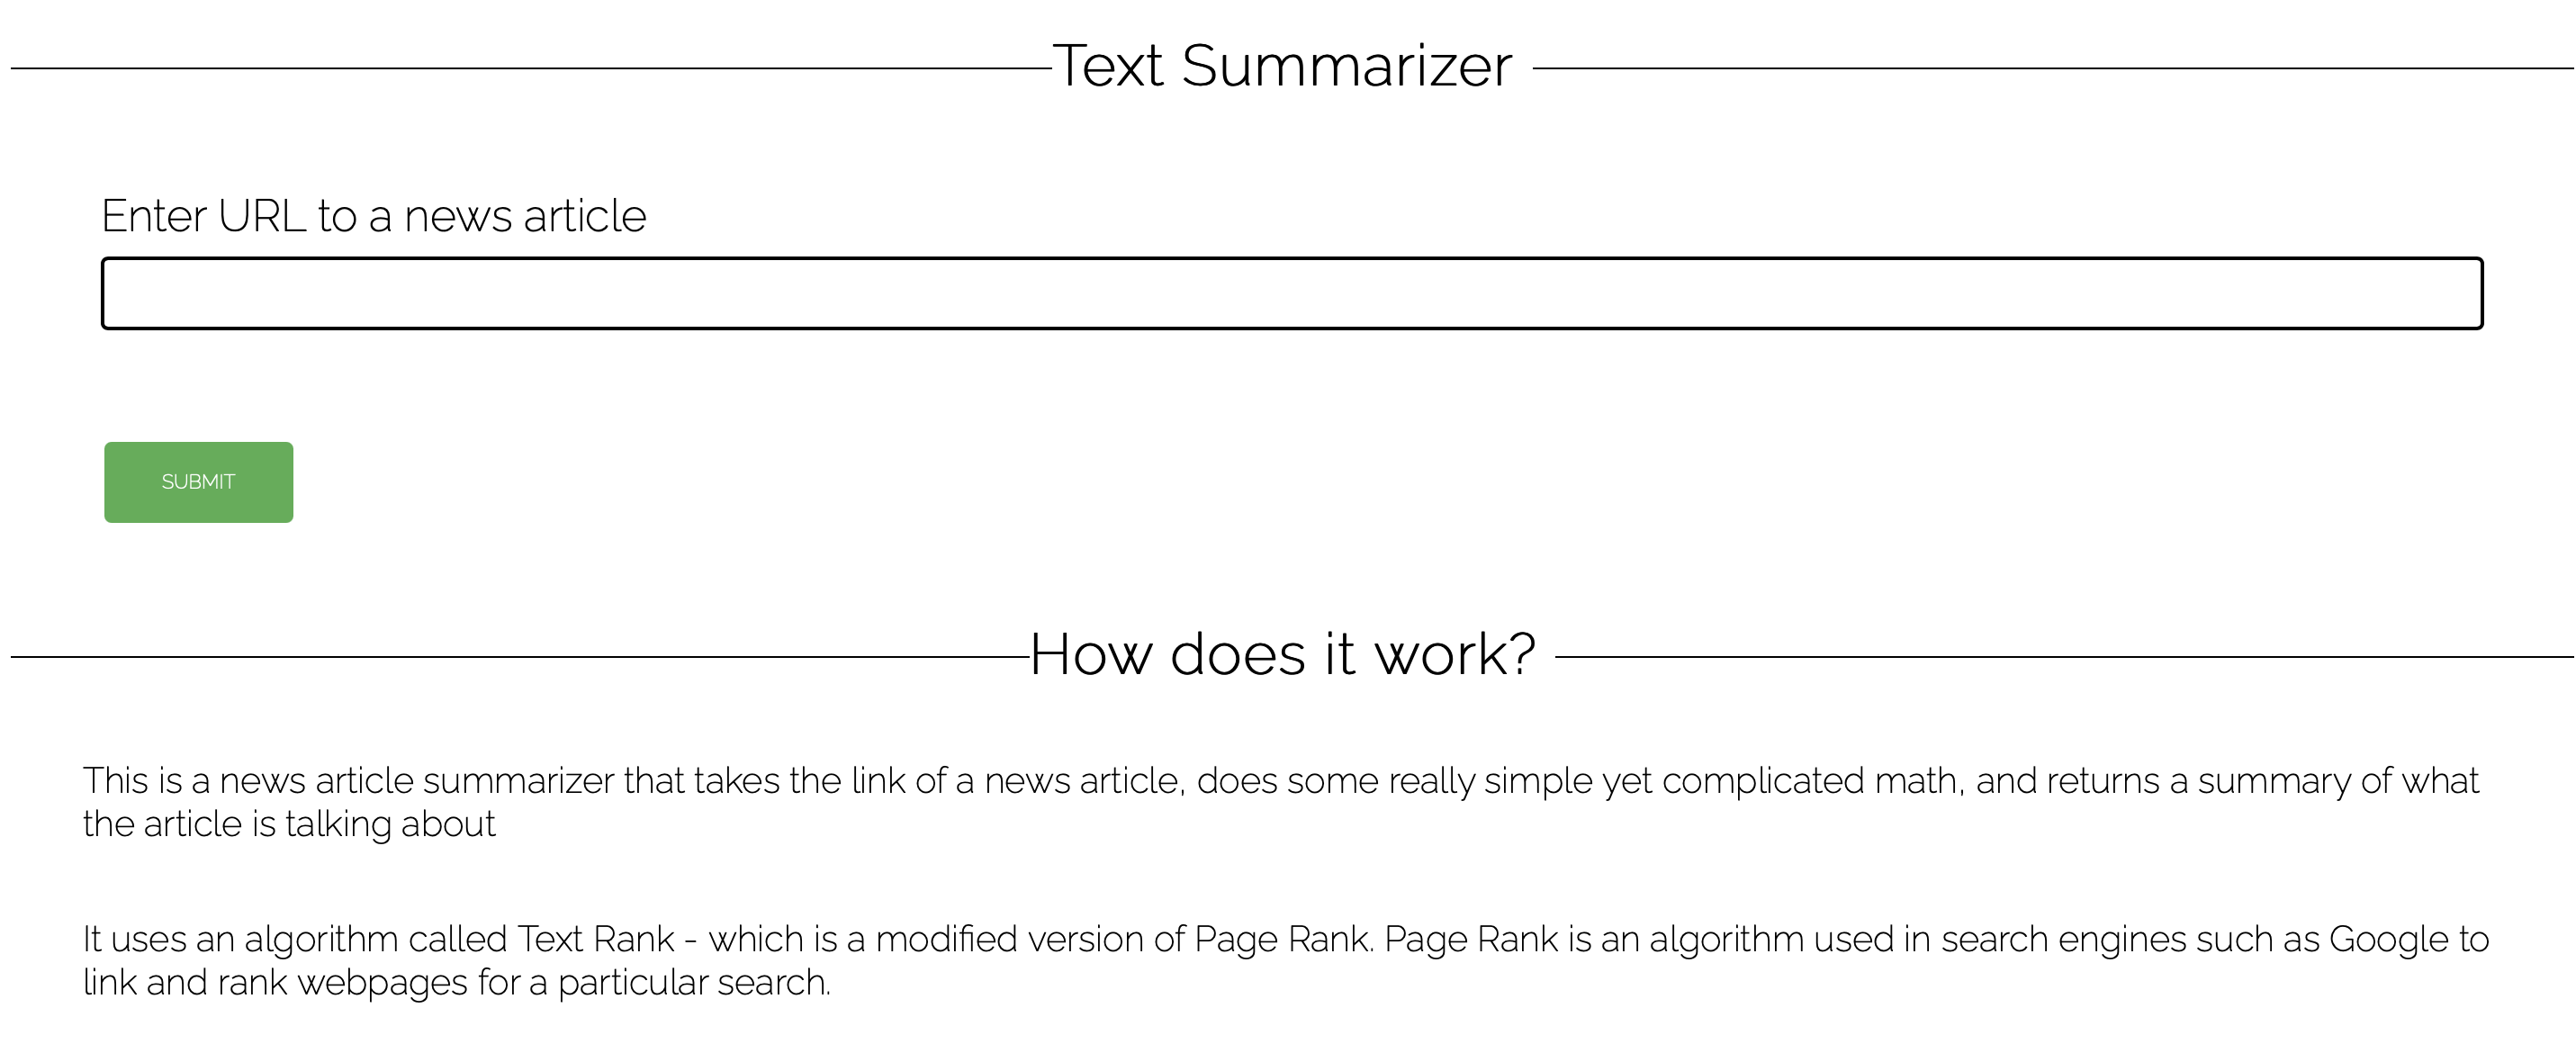 Text Summarizer
Enter URL to a news article
SUBMIT
How does it work?
This is a news article summarizer that takes the link of a news article, does some really simple yet complicated math, and returns a summary of what
the article is talking about
It uses an algorithm called Text Rank - which is a modified version of Page Rank. Page Rank is an algorithm used in search engines such as Google to
link and rank webpages for a particular search.